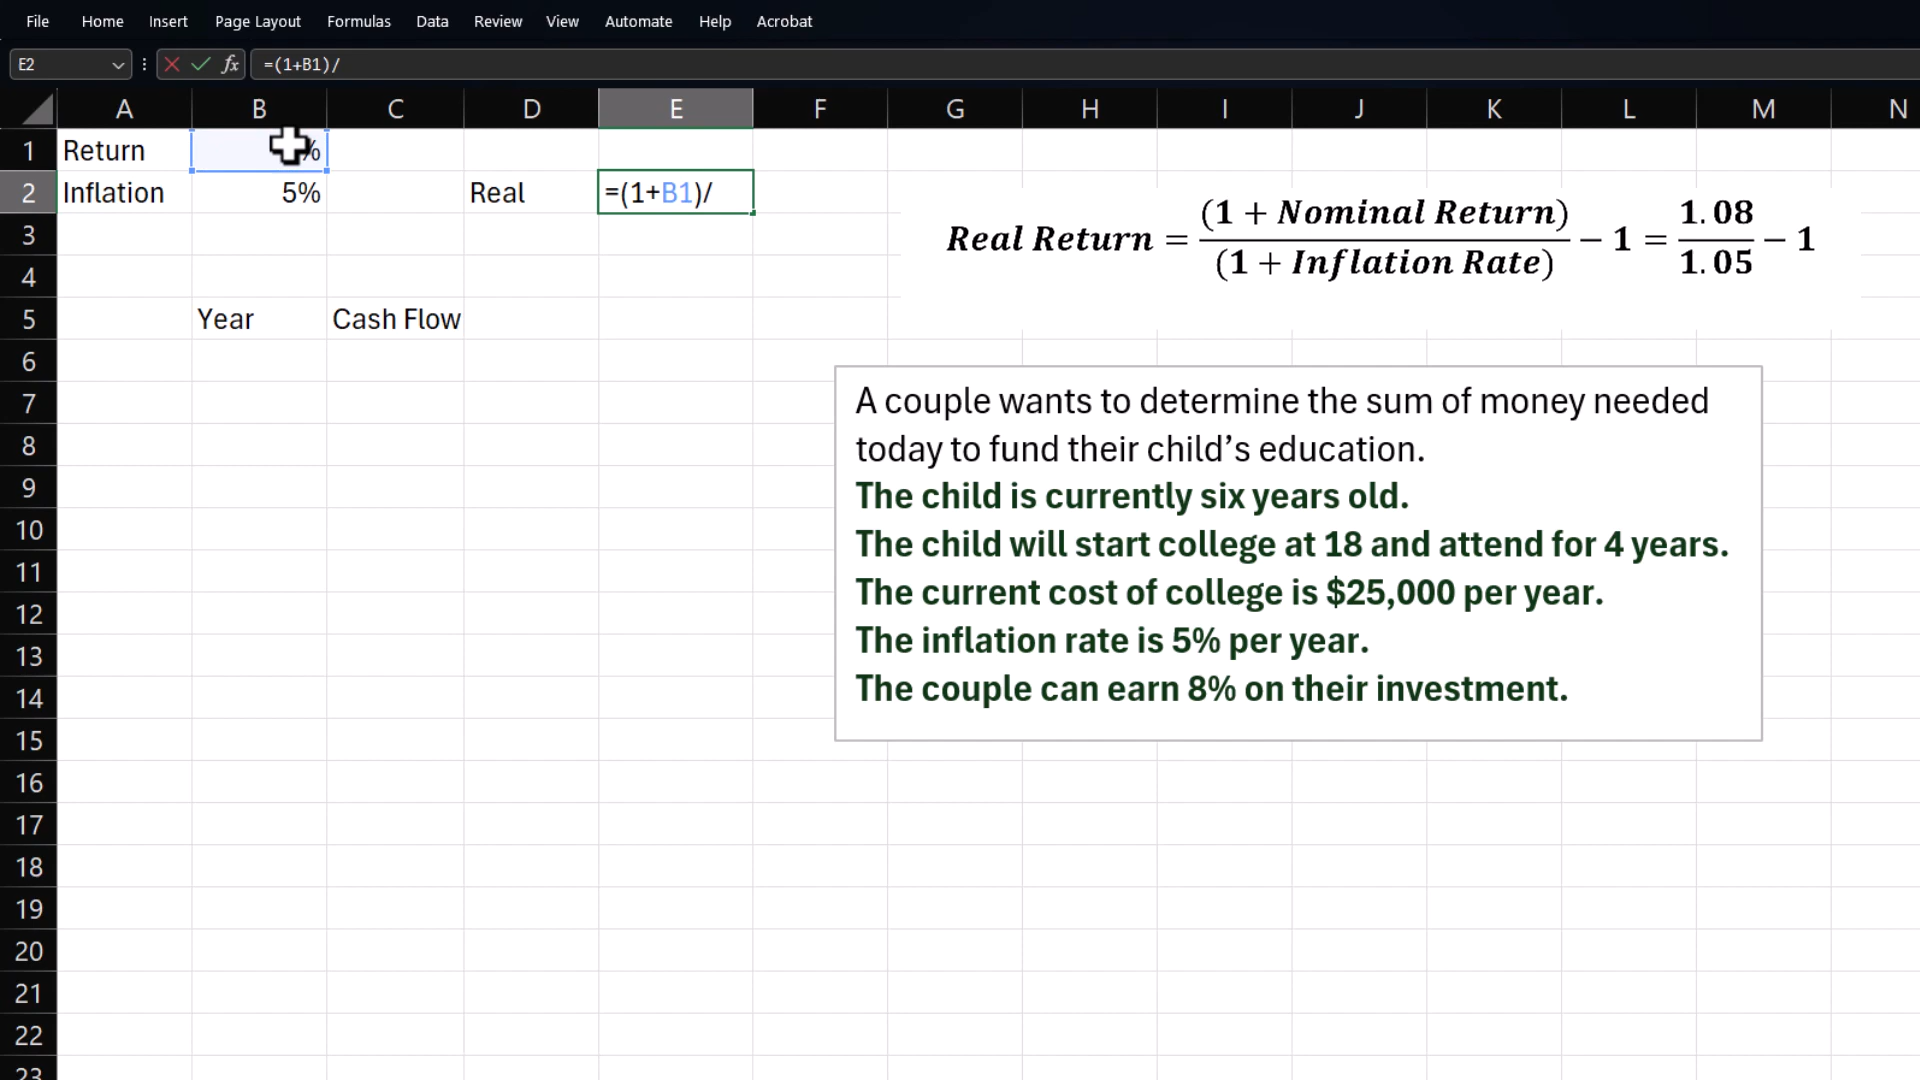 File Home Insert Page Layout Formulas Data Review View Automate Help Acrobat
E2 fx =(1+B1)/
A B C D E F G H I J K L M N
1 Return %
2 Inflation 5% Real =(1+B1)/
Real Return = (1 + Nominal Return) / (1 + Inflation Rate) − 1 = 1.08 / 1.05 − 1
3
4
5 Year Cash Flow
6
7
8
9
10
11
12
13
14
15
16
17
18
19
20
21
22
23
A couple wants to determine the sum of money needed
today to fund their child’s education.
The child is currently six years old.
The child will start college at 18 and attend for 4 years.
The current cost of college is $25,000 per year.
The inflation rate is 5% per year.
The couple can earn 8% on their investment.